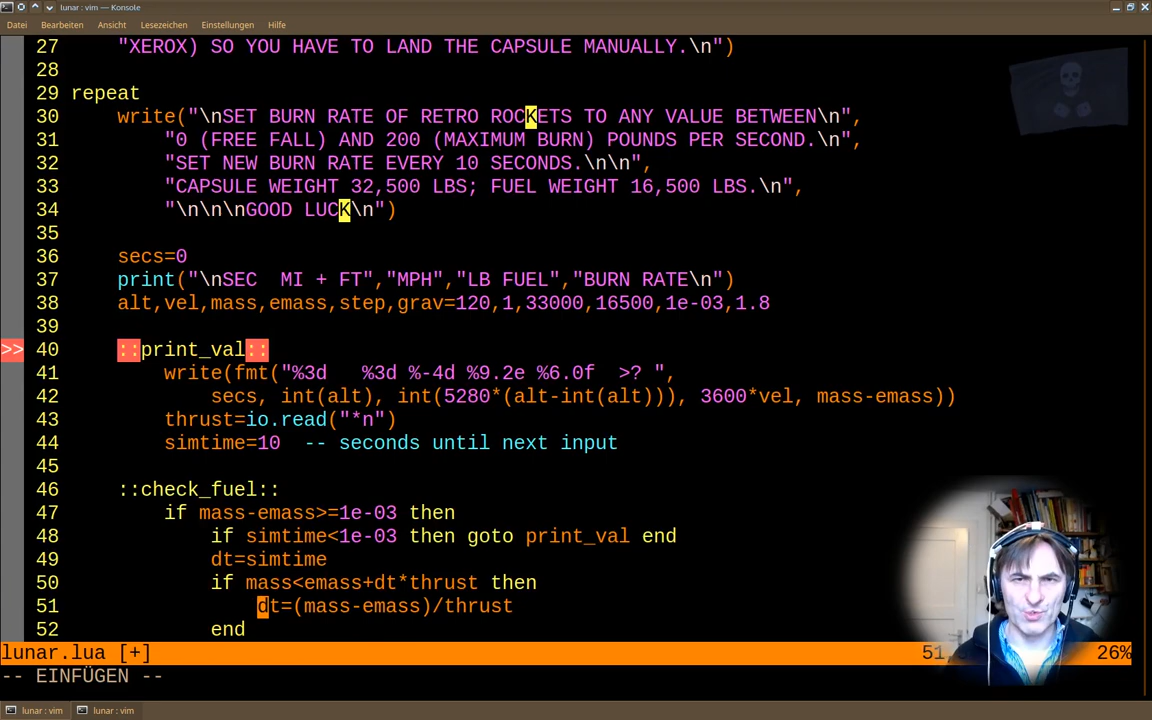 lunar : vim — Konsole
Datei Bearbeiten Ansicht Lesezeichen Einstellungen Hilfe
27 "XEROX) SO YOU HAVE TO LAND THE CAPSULE MANUALLY.\n")
28
29 repeat
30 write("\nSET BURN RATE OF RETRO ROCKETS TO ANY VALUE BETWEEN\n",
31 "0 (FREE FALL) AND 200 (MAXIMUM BURN) POUNDS PER SECOND.\n",
32 "SET NEW BURN RATE EVERY 10 SECONDS.\n\n",
33 "CAPSULE WEIGHT 32,500 LBS; FUEL WEIGHT 16,500 LBS.\n",
34 "\n\n\nGOOD LUCK\n")
35
36 secs=0
37 print("\nSEC  MI + FT","MPH","LB FUEL","BURN RATE\n")
38 alt,vel,mass,emass,step,grav=120,1,33000,16500,1e-03,1.8
39
>> 40 ::print_val::
41 write(fmt("%3d   %3d %-4d %9.2e %6.0f  >? ",
42 secs, int(alt), int(5280*(alt-int(alt))), 3600*vel, mass-emass))
43 thrust=io.read("*n")
44 simtime=10  -- seconds until next input
45
46 ::check_fuel::
47 if mass-emass>=1e-03 then
48 if simtime<1e-03 then goto print_val end
49 dt=simtime
50 if mass<emass+dt*thrust then
51 dt=(mass-emass)/thrust
52 end
lunar.lua [+] 51, 26%
-- EINFÜGEN --
lunar : vim lunar : vim